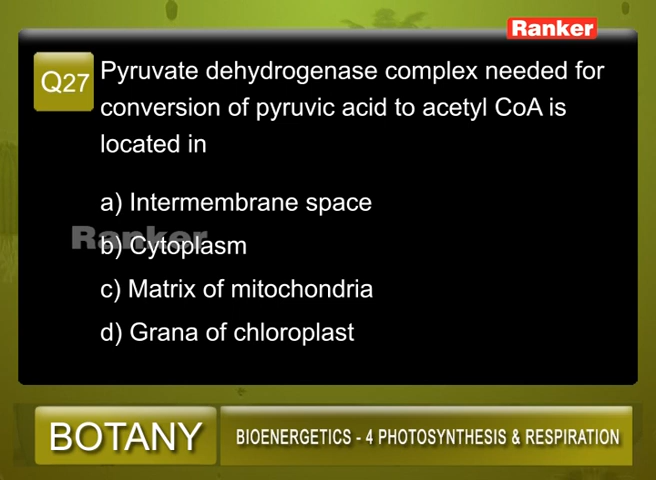 Ranker
Q27
Pyruvate dehydrogenase complex needed for
conversion of pyruvic acid to acetyl CoA is
located in
a) Intermembrane space
Ranker
b) Cytoplasm
c) Matrix of mitochondria
d) Grana of chloroplast
BOTANY
BIOENERGETICS - 4 PHOTOSYNTHESIS & RESPIRATION